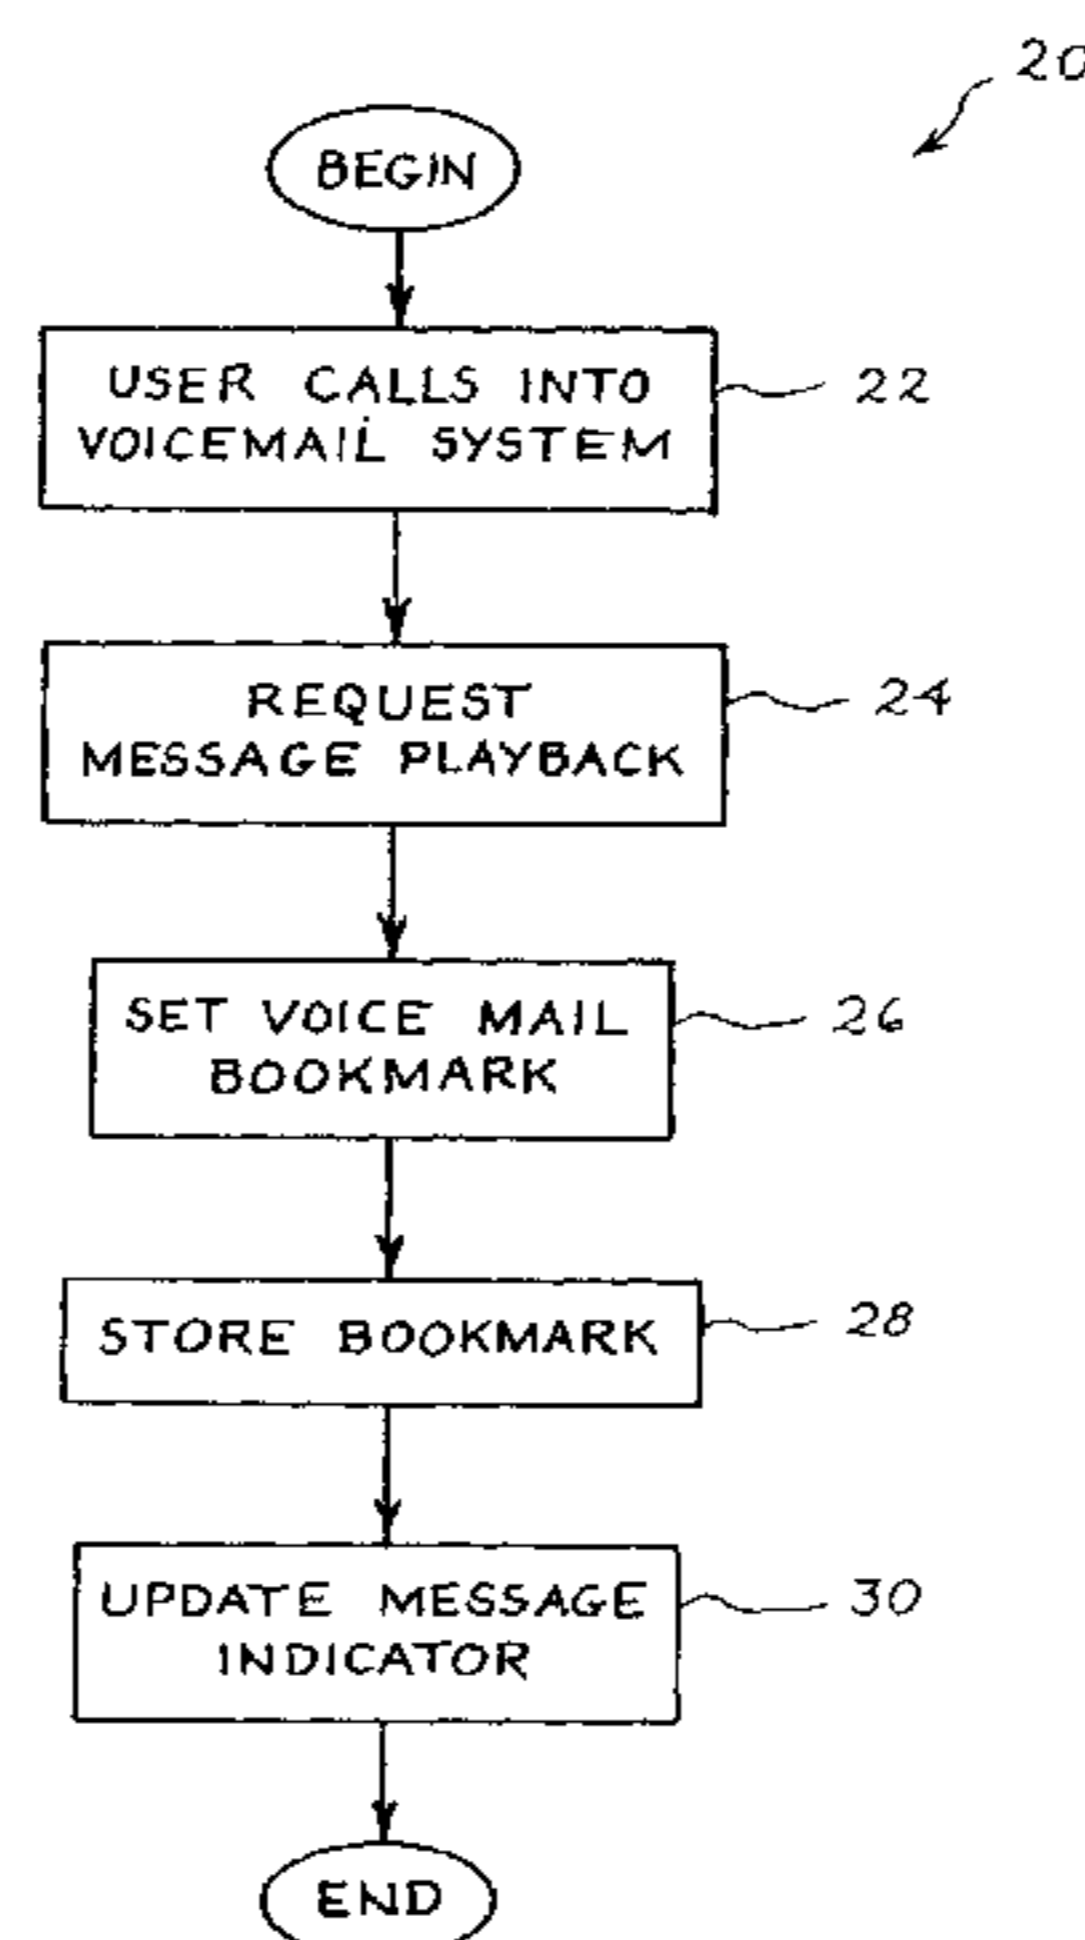 20
BEGIN
USER CALLS INTO
VOICEMAIL SYSTEM
22
REQUEST
MESSAGE PLAYBACK
24
SET VOICE MAIL
BOOKMARK
26
STORE BOOKMARK
28
UPDATE MESSAGE
INDICATOR
30
END